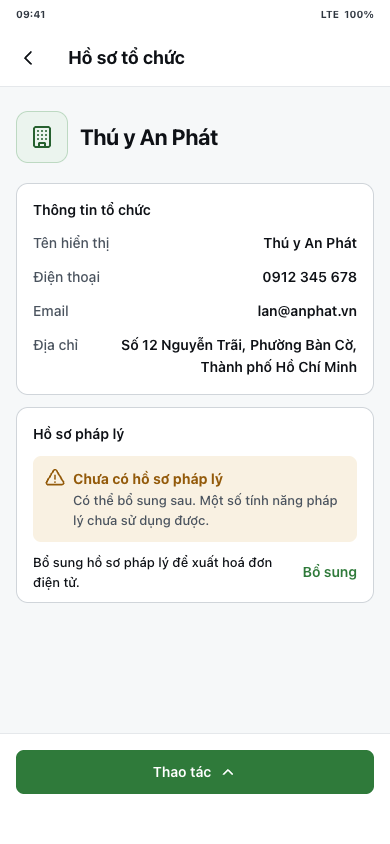 09:41
LTE 100%
Hồ sơ tổ chức
Thú y An Phát
Thông tin tổ chức
Tên hiển thị
Thú y An Phát
Điện thoại
0912 345 678
Email
lan@anphat.vn
Địa chỉ
Số 12 Nguyễn Trãi, Phường Bàn Cờ,
Thành phố Hồ Chí Minh
Hồ sơ pháp lý
Chưa có hồ sơ pháp lý
Có thể bổ sung sau. Một số tính năng pháp
lý chưa sử dụng được.
Bổ sung hồ sơ pháp lý để xuất hoá đơn
điện tử.
Bổ sung
Thao tác